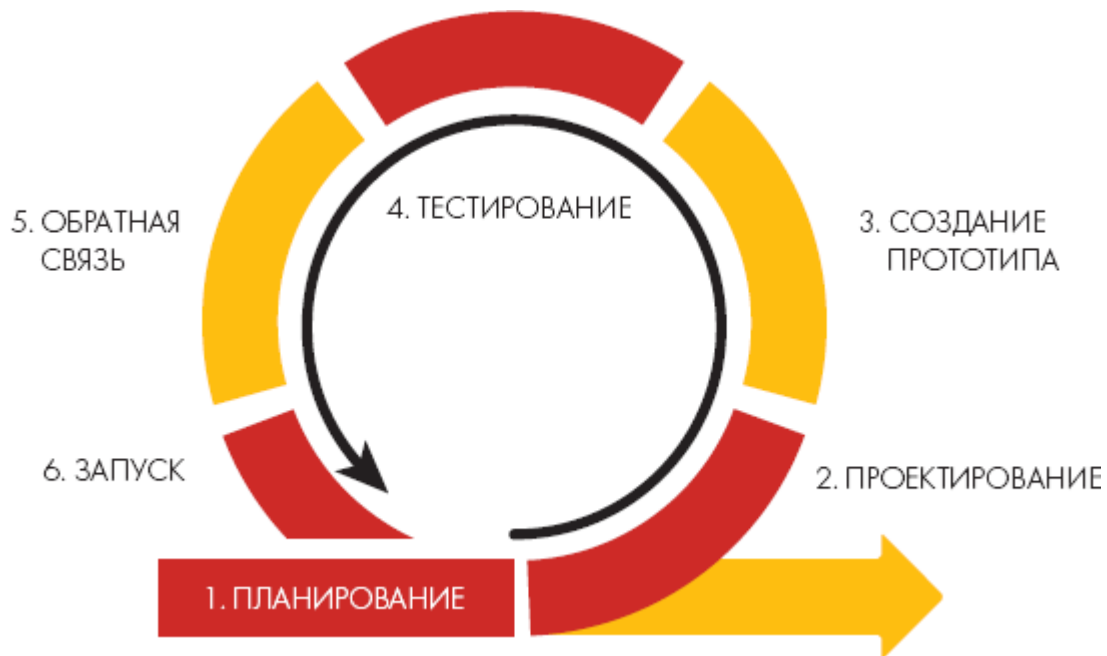 1. ПЛАНИРОВАНИЕ
2. ПРОЕКТИРОВАНИЕ
3. СОЗДАНИЕ
ПРОТОТИПА
4. ТЕСТИРОВАНИЕ
5. ОБРАТНАЯ
СВЯЗЬ
6. ЗАПУСК